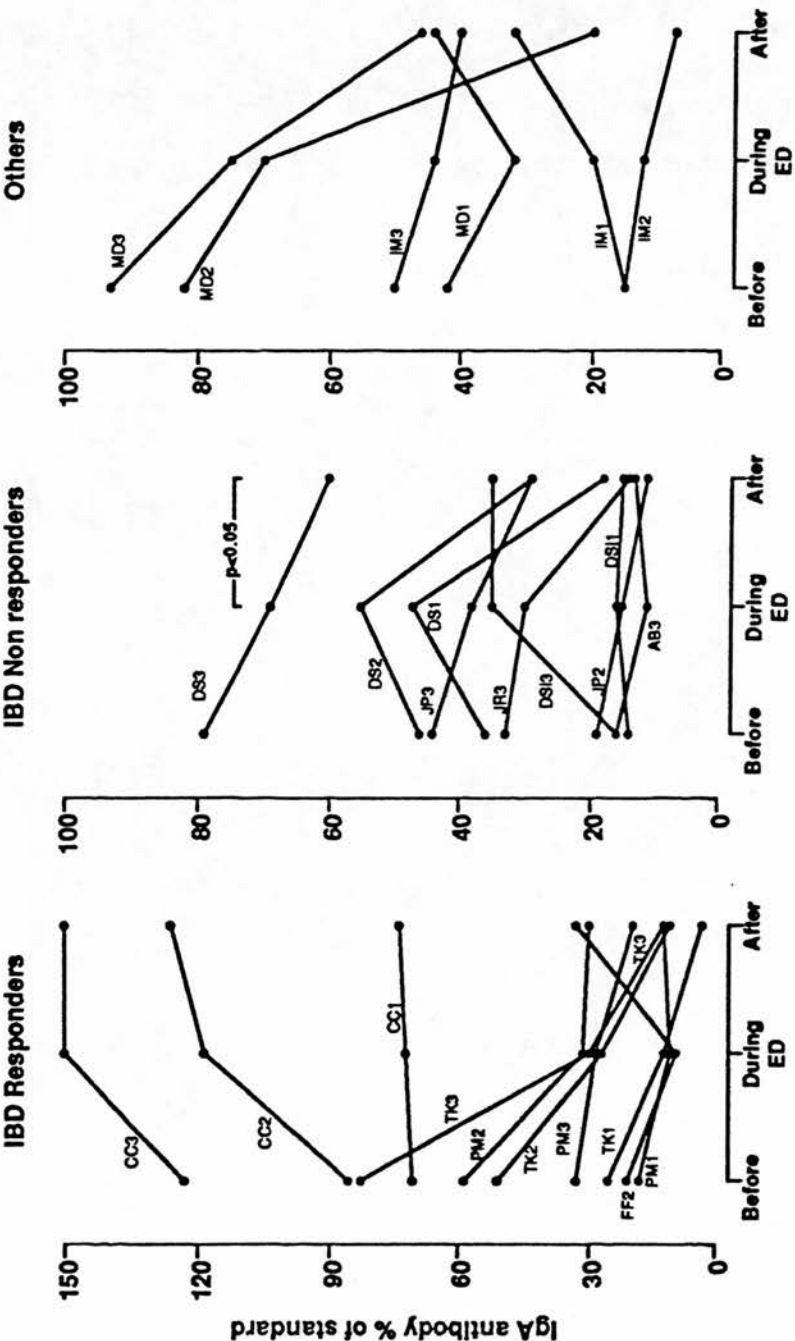 IBD Responders
IgA antibody % of standard
150
120
90
60
30
0
CC3
CC2
CC1
TK3
PM2
TK2
PM3
TK1
FF2
PM1
TK3
Before
During
After
ED
IBD Non responders
100
80
60
40
20
0
p<0.05
DS3
DS2
DS1
JP3
JR3
DSI3
JP2
DSI1
AB3
Before
During
After
ED
Others
100
80
60
40
20
0
MD3
MD2
IM3
MD1
IM1
IM2
Before
During
After
ED